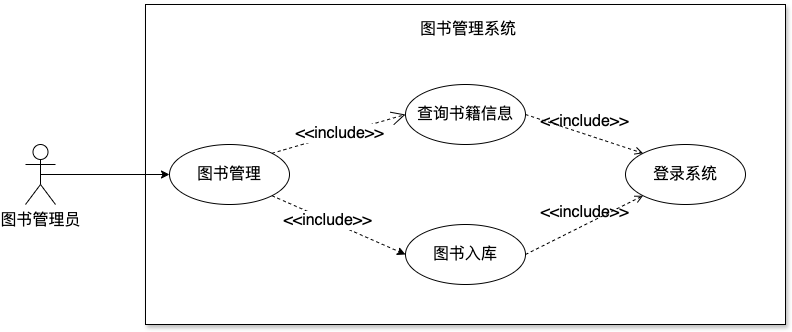 图书管理系统
查询书籍信息
<<include>>
<<include>>
图书管理
登录系统
图书管理员
<<include>>
<<include>>
图书入库